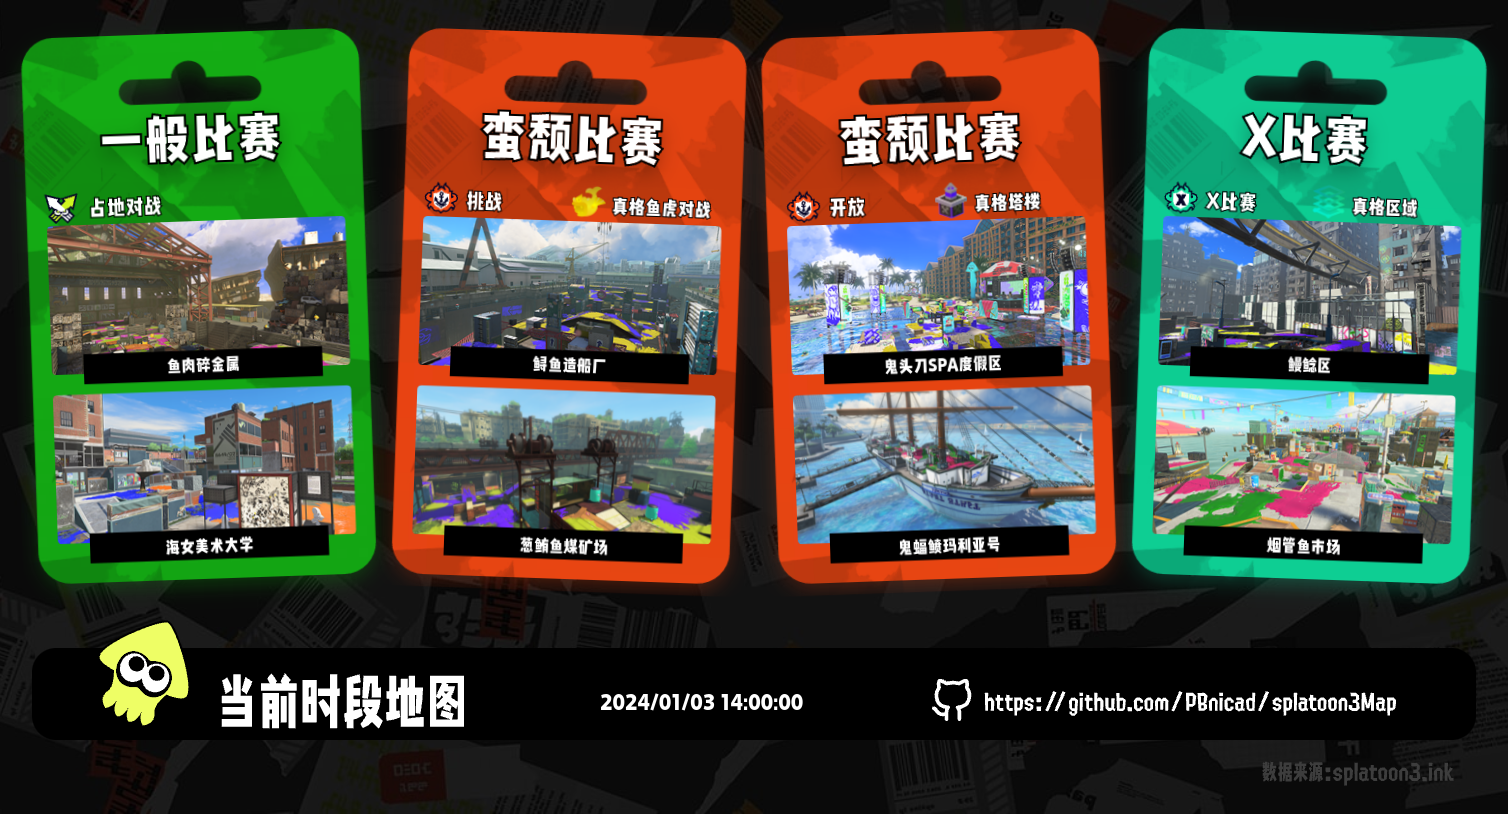 一般比赛
占地对战
鱼肉碎金属
海女美术大学
蛮颓比赛
挑战
真格鱼虎对战
鲟鱼造船厂
葱鲔鱼煤矿场
蛮颓比赛
开放
真格塔楼
鬼头刀SPA度假区
鬼蝠鲼玛利亚号
X比赛
X比赛
真格区域
鳗鲶区
烟管鱼市场
当前时段地图
2024/01/03 14:00:00
https://github.com/PBnicad/splatoon3Map
数据来源:splatoon3.ink